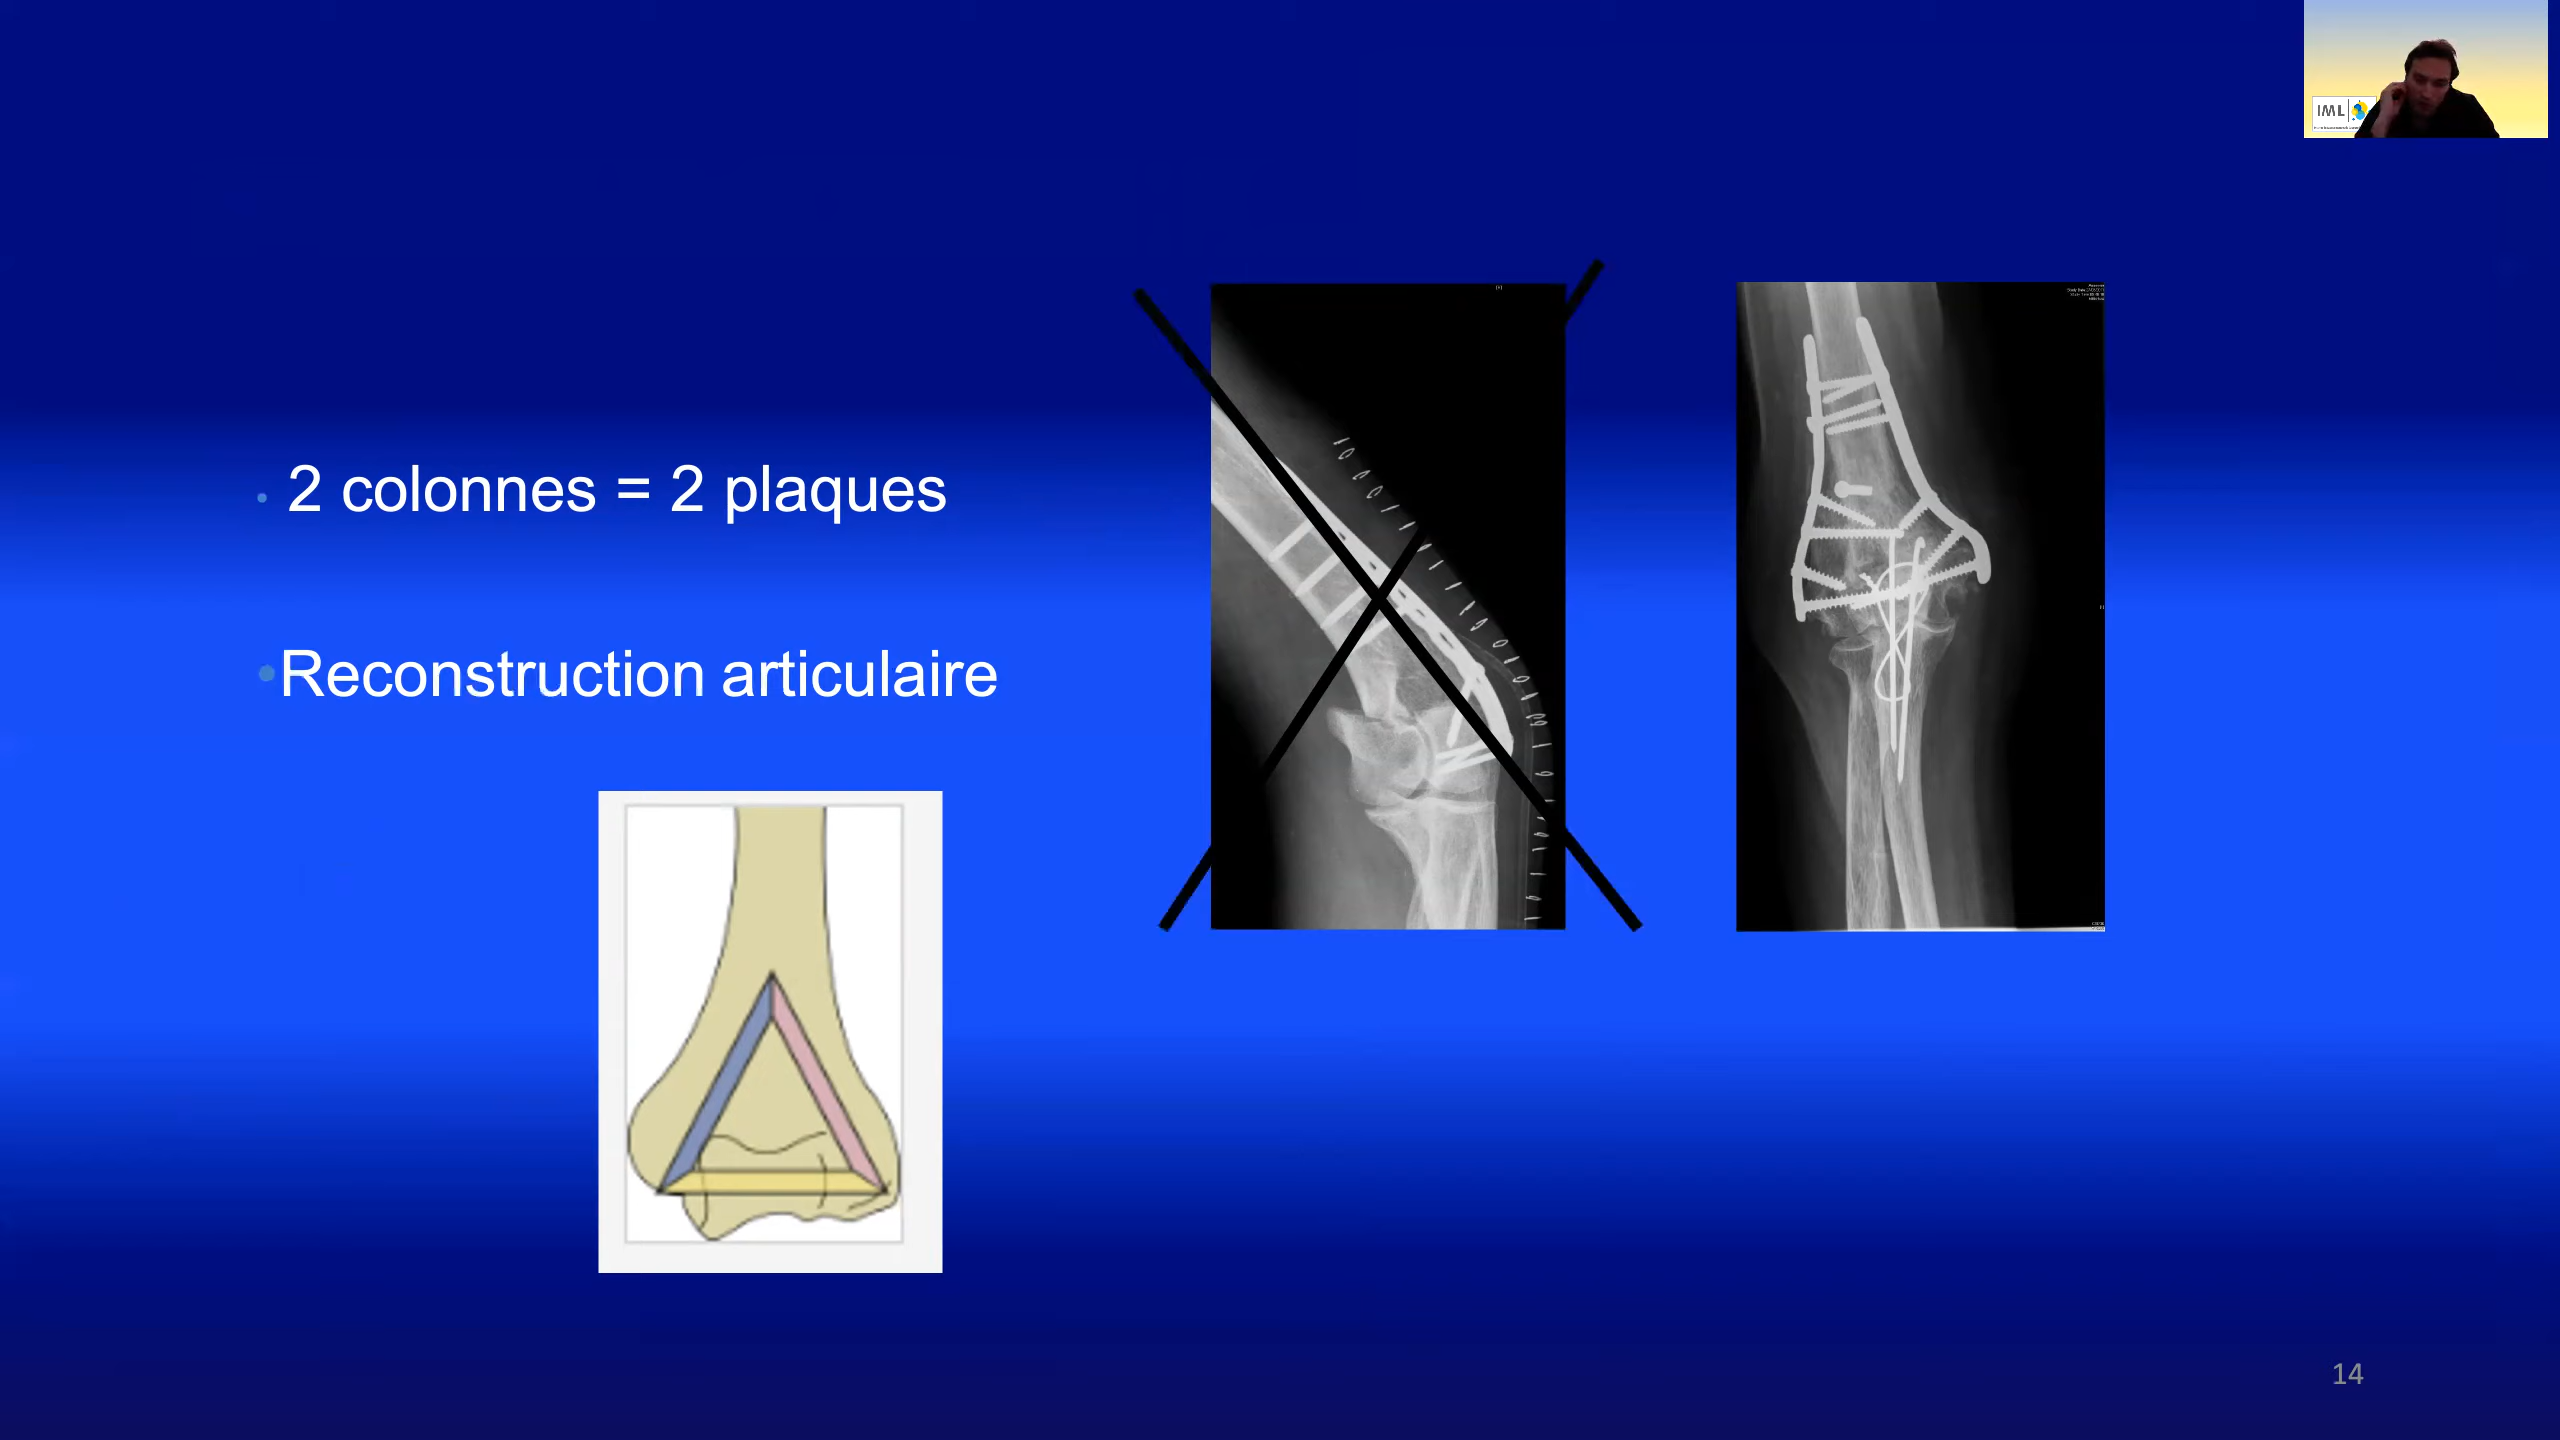 IML
• 2 colonnes = 2 plaques
•Reconstruction articulaire
14